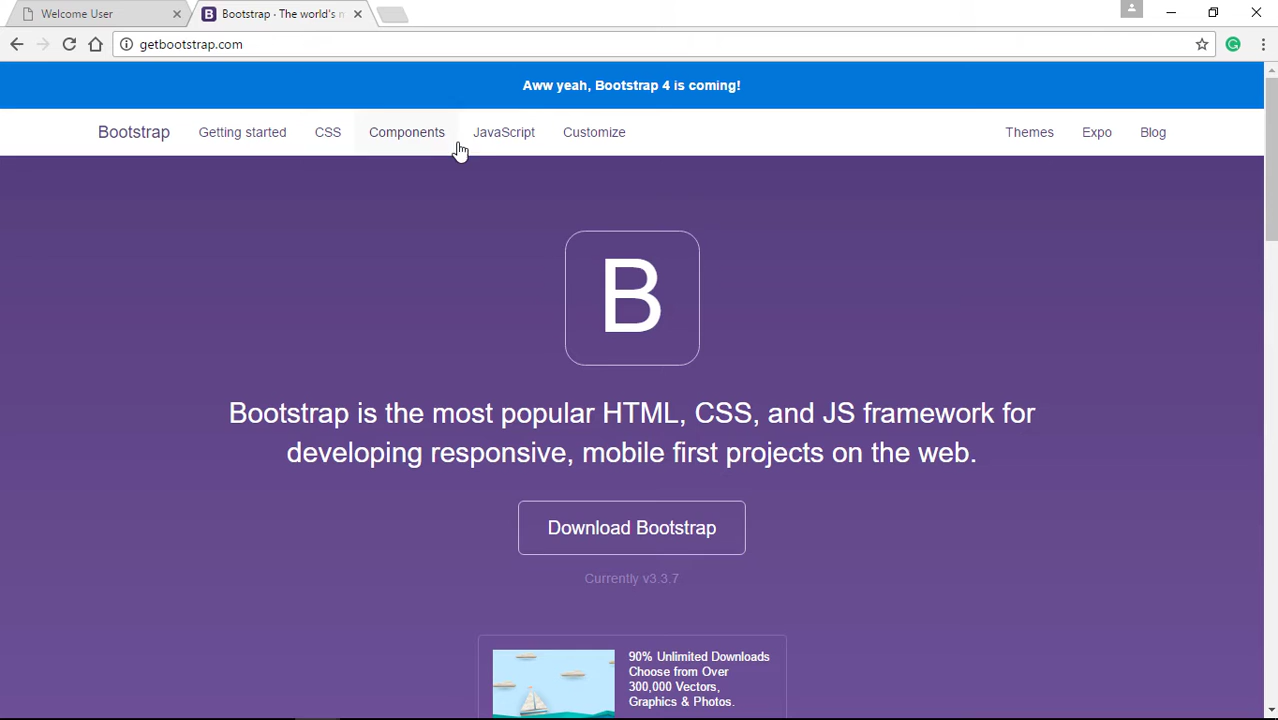 Welcome User
B Bootstrap · The world's m
getbootstrap.com
Aww yeah, Bootstrap 4 is coming!
Bootstrap Getting started CSS Components JavaScript Customize Themes Expo Blog
B
Bootstrap is the most popular HTML, CSS, and JS framework for
developing responsive, mobile first projects on the web.
Download Bootstrap
Currently v3.3.7
90% Unlimited Downloads
Choose from Over
300,000 Vectors,
Graphics & Photos.